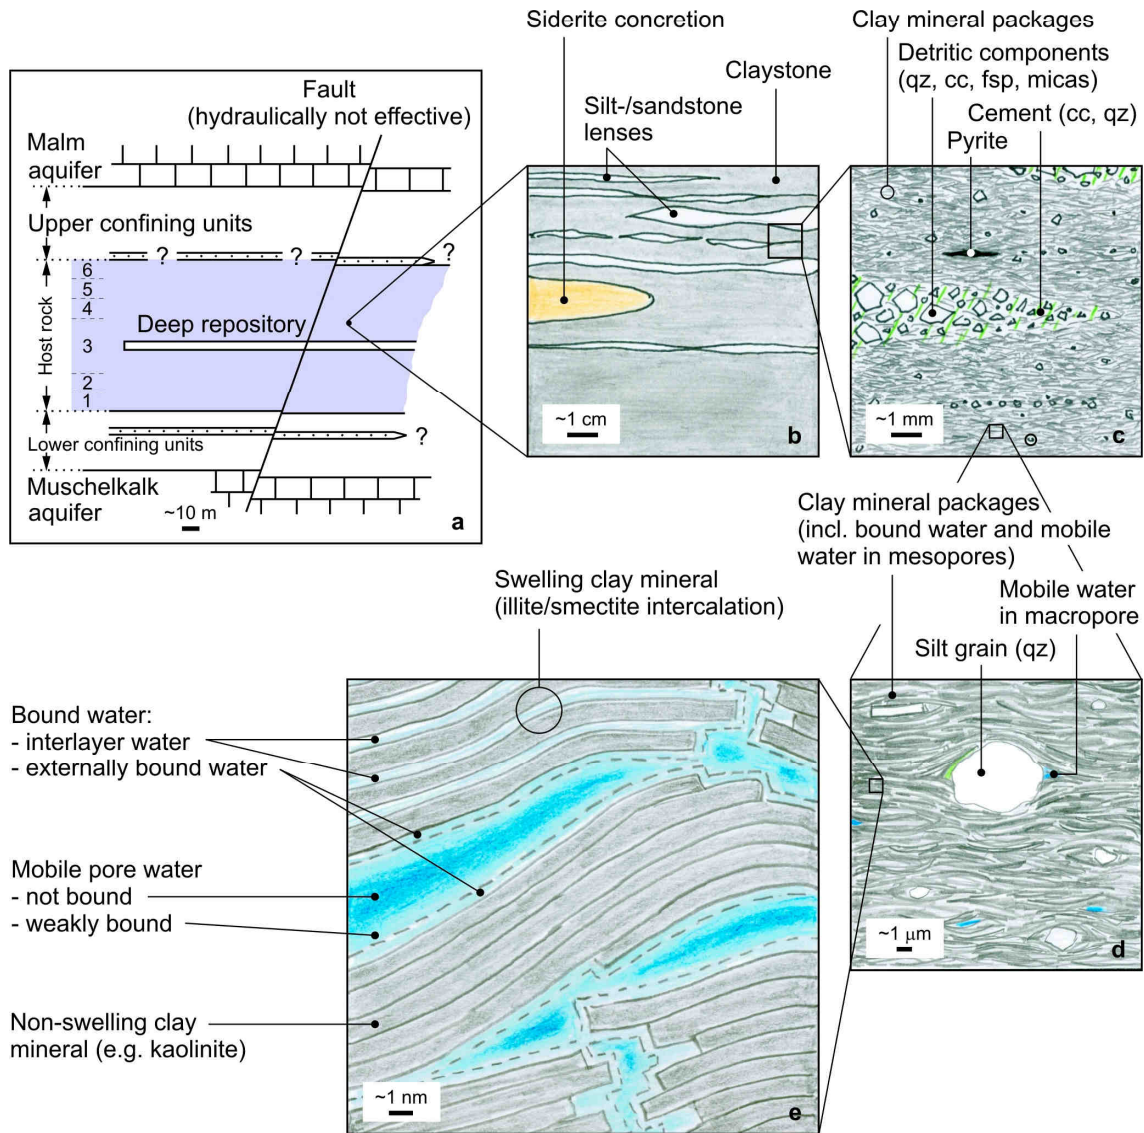 Fault
(hydraulically not effective)
Malm
aquifer
Upper confining units
?
?
?
6
5
4
3
2
1
Host rock
Deep repository
Lower confining units
?
Muschelkalk
aquifer
~10 m
a
Siderite concretion
Claystone
Silt-/sandstone
lenses
~1 cm
b
Clay mineral packages
Detritic components
(qz, cc, fsp, micas)
Cement (cc, qz)
Pyrite
~1 mm
c
Clay mineral packages
(incl. bound water and mobile
water in mesopores)
Mobile water
in macropore
Silt grain (qz)
~1 μm
d
Swelling clay mineral
(illite/smectite intercalation)
Bound water:
- interlayer water
- externally bound water
Mobile pore water
- not bound
- weakly bound
Non-swelling clay
mineral (e.g. kaolinite)
~1 nm
e